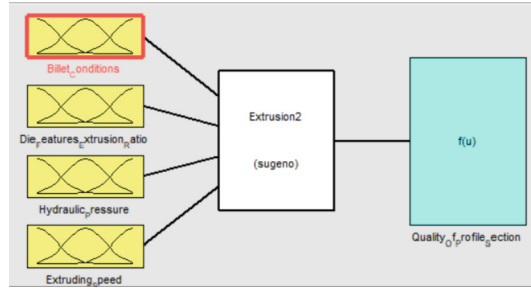 Billet_Conditions
Die_Features_Extrusion_Ratio
Hydraulic_Pressure
Extruding_Speed
Extrusion2
(sugeno)
f(u)
Quality_Of_Profile_Section